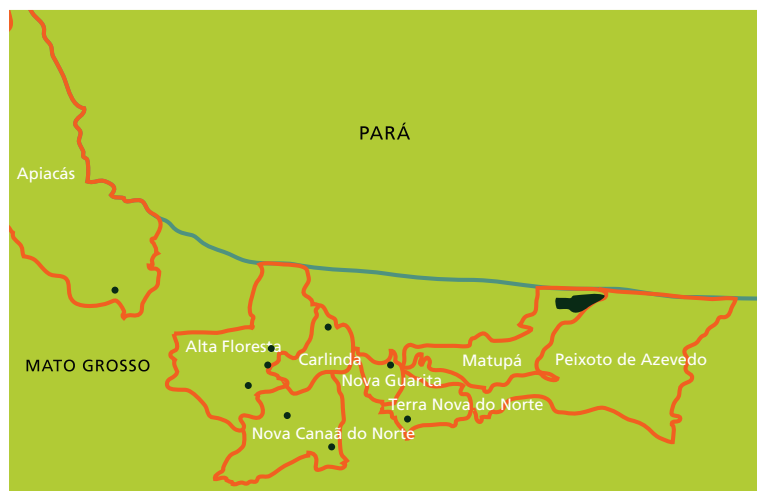 PARÁ
Apiacás
MATO GROSSO
Alta Floresta
Carlinda
Matupá
Peixoto de Azevedo
Nova Guarita
Terra Nova do Norte
Nova Canaã do Norte